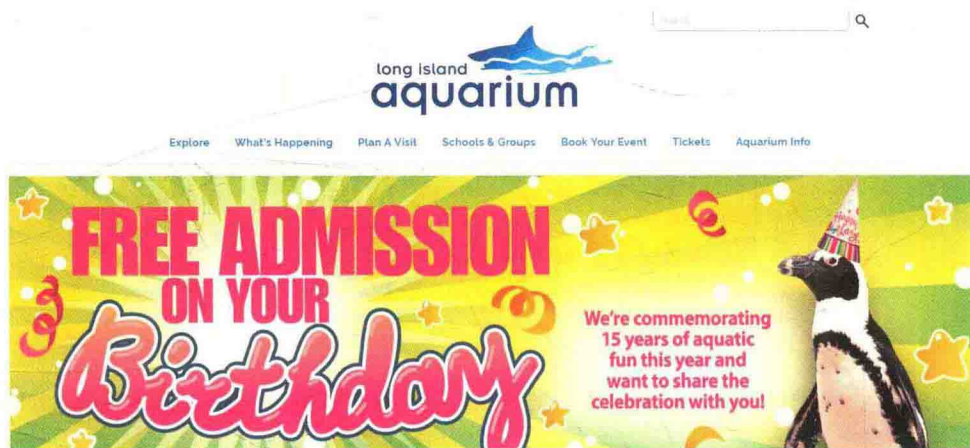 Search
long island
aquarium
Explore What's Happening Plan A Visit Schools & Groups Book Your Event Tickets Aquarium Info
FREE ADMISSION
ON YOUR
Birthday
We're commemorating
15 years of aquatic
fun this year and
want to share the
celebration with you!
Happy